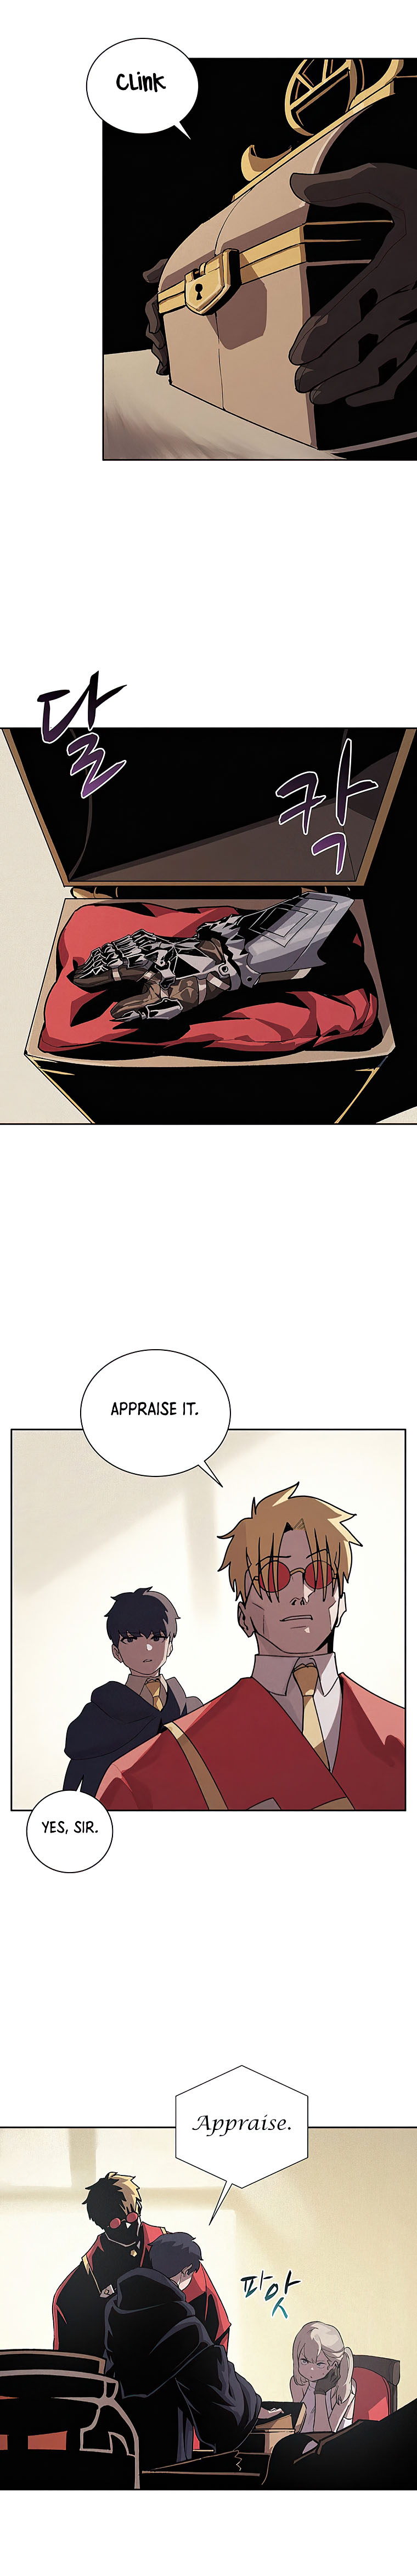 CLink
달
칵
APPRAISE IT.
YES, SIR.
Appraise.
파앗